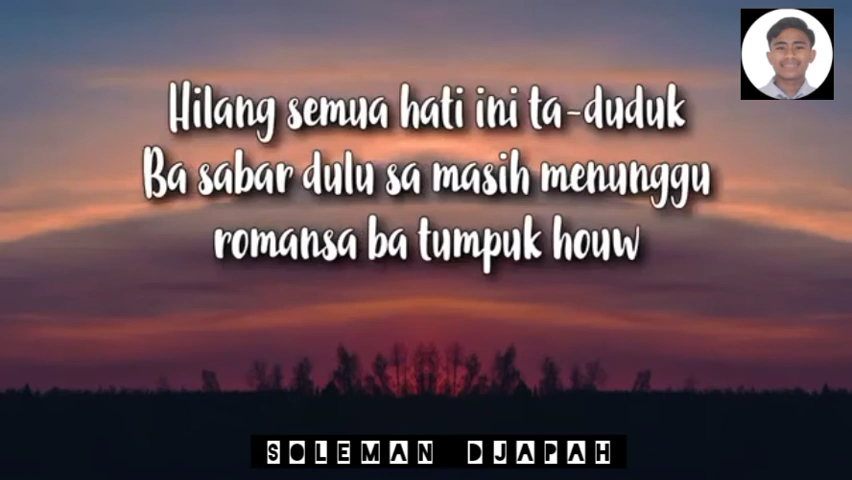 Hilang semua hati ini ta-duduk
Ba sabar dulu sa masih menunggu
romansa ba tumpuk houw
SOLEMAN DJAPAH